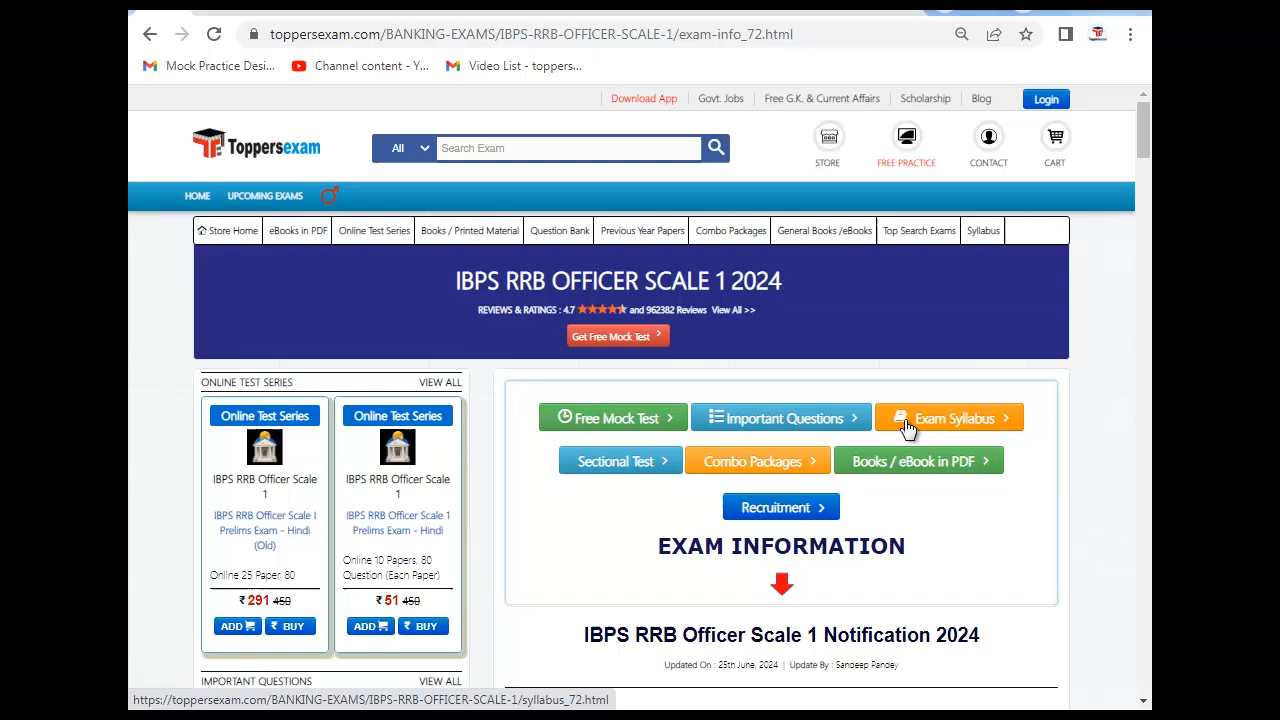 toppersexam.com/BANKING-EXAMS/IBPS-RRB-OFFICER-SCALE-1/exam-info_72.html
Mock Practice Desi...
Channel content - Y...
Video List - toppers...
Download App
Govt. Jobs
Free G.K. & Current Affairs
Scholarship
Blog
Login
Toppersexam
All
Search Exam
STORE
FREE PRACTICE
CONTACT
CART
HOME
UPCOMING EXAMS
Store Home
eBooks in PDF
Online Test Series
Books / Printed Material
Question Bank
Previous Year Papers
Combo Packages
General Books /eBooks
Top Search Exams
Syllabus
IBPS RRB OFFICER SCALE 1 2024
REVIEWS & RATINGS : 4.7 ★★★★★ and 962382 Reviews View All >>
Get Free Mock Test
ONLINE TEST SERIES
VIEW ALL
Online Test Series
IBPS RRB Officer Scale
1
IBPS RRB Officer Scale I
Prelims Exam - Hindi
(Old)
Online 25 Paper, 80
₹ 291 450
ADD
₹ BUY
Online Test Series
IBPS RRB Officer Scale
1
IBPS RRB Officer Scale 1
Prelims Exam - Hindi
Online 10 Papers, 80
Question (Each Paper)
₹ 51 450
ADD
₹ BUY
IMPORTANT QUESTIONS
VIEW ALL
Free Mock Test
Important Questions
Exam Syllabus
Sectional Test
Combo Packages
Books / eBook in PDF
Recruitment
EXAM INFORMATION
IBPS RRB Officer Scale 1 Notification 2024
Updated On : 25th June, 2024 | Update By : Sandeep Pandey
https://toppersexam.com/BANKING-EXAMS/IBPS-RRB-OFFICER-SCALE-1/syllabus_72.html